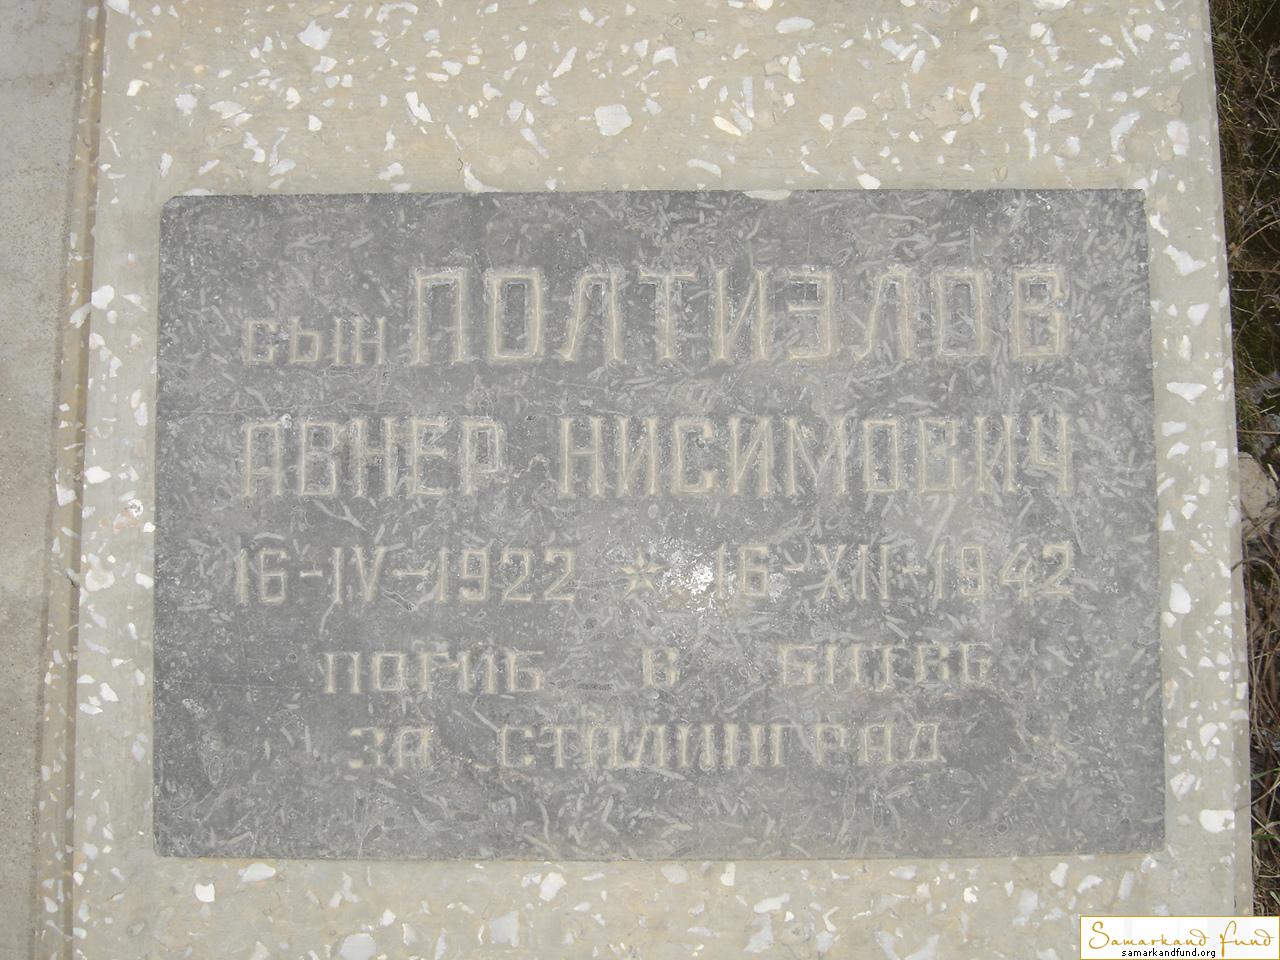 сын ПОЛТИЭЛОВ
АВНЕР НИСИМОВИЧ
16-IV-1922 ★ 16-XII-1942
ПОГИБ В БИТВЕ
ЗА СТАЛИНГРАД
Samarkand fund
samarkandfund.org